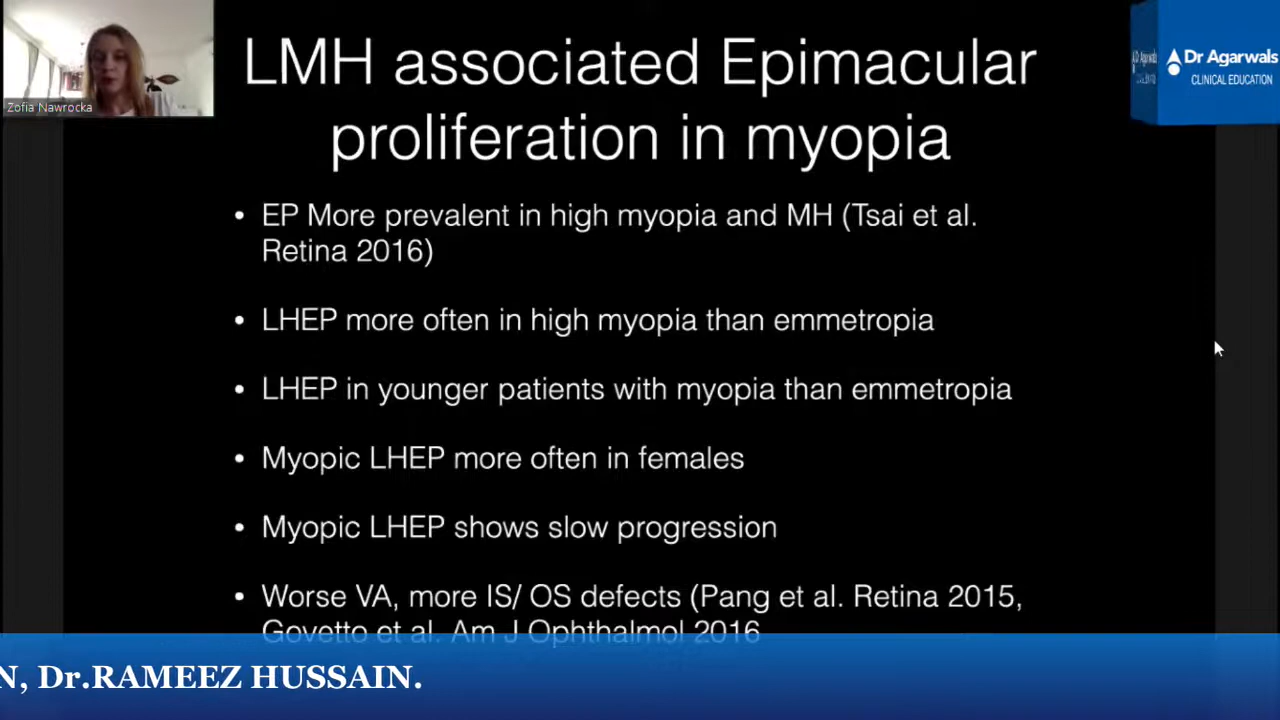 LMH associated Epimacular
proliferation in myopia
Zofia Nawrocka
Dr Agarwals
CLINICAL EDUCATION
• EP More prevalent in high myopia and MH (Tsai et al.
Retina 2016)
• LHEP more often in high myopia than emmetropia
• LHEP in younger patients with myopia than emmetropia
• Myopic LHEP more often in females
• Myopic LHEP shows slow progression
• Worse VA, more IS/ OS defects (Pang et al. Retina 2015,
Govetto et al. Am J Ophthalmol 2016
N, Dr.RAMEEZ HUSSAIN.